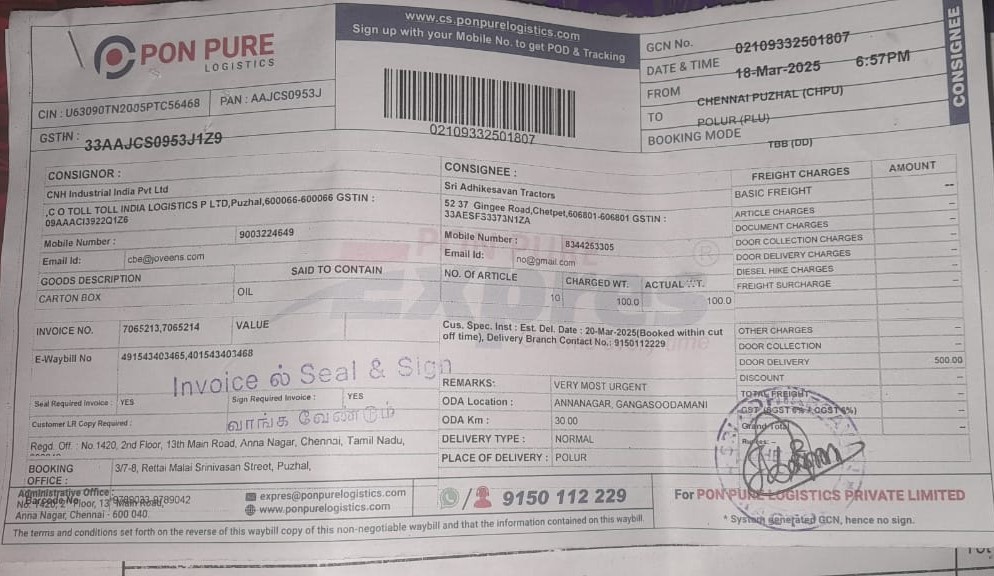 PON PURE
LOGISTICS
www.cs.ponpurelogistics.com
Sign up with your Mobile No. to get POD & Tracking
02109332501807
GCN No. 02109332501807
DATE & TIME 18-Mar-2025 6:57PM
FROM CHENNAI PUZHAL (CHPU)
TO POLUR (PLU)
BOOKING MODE TBB (DD)
CONSIGNEE
CIN : U63090TN2005PTC56468 PAN : AAJCS0953J
GSTIN : 33AAJCS0953J1Z9
CONSIGNOR :
CNH Industrial India Pvt Ltd
,C O TOLL TOLL INDIA LOGISTICS P LTD,Puzhal,600066-600066 GSTIN :
09AAACI3922Q1Z6
Mobile Number : 9003224649
Email Id: cbe@joveens.com
CONSIGNEE :
Sri Adhikesavan Tractors
52 37 Gingee Road,Chetpet,606801-606801 GSTIN :
33AESF33373N1ZA
Mobile Number : 8344263305
Email Id: no@gmail.com
GOODS DESCRIPTION SAID TO CONTAIN NO. OF ARTICLE CHARGED WT. ACTUAL WT.
CARTON BOX OIL 10 100.0 100.0
INVOICE NO. 7065213,7065214 VALUE
E-Waybill No 491543403465,401543403468
Cus. Spec. Inst : Est. Del. Date : 20-Mar-2025(Booked within cut
off time), Delivery Branch Contact No.: 9150112229
Invoice ல் Seal & Sign
வாங்க வேண்டும்
Seal Required Invoice : YES Sign Required Invoice : YES
Customer LR Copy Required :
REMARKS: VERY MOST URGENT
ODA Location : ANNANAGAR, GANGASOODAMANI
ODA Km : 30.00
DELIVERY TYPE : NORMAL
PLACE OF DELIVERY : POLUR
FREIGHT CHARGES AMOUNT
BASIC FREIGHT --
ARTICLE CHARGES –
DOCUMENT CHARGES –
DOOR COLLECTION CHARGES –
DOOR DELIVERY CHARGES –
DIESEL HIKE CHARGES –
FREIGHT SURCHARGE –
OTHER CHARGES –
DOOR COLLECTION –
DOOR DELIVERY 500.00
DISCOUNT –
TOTAL FREIGHT –
Grand Total –
Regd. Off : No 1420, 2nd Floor, 13th Main Road, Anna Nagar, Chennai, Tamil Nadu,
BOOKING OFFICE : 3/7-8, Rettai Malai Srinivasan Street, Puzhal,
Administrative Office :
Anna Nagar, Chennai - 600 040.
expres@ponpurelogistics.com
www.ponpurelogistics.com
9150 112 229
For PON PURE LOGISTICS PRIVATE LIMITED
* System generated GCN, hence no sign.
The terms and conditions set forth on the reverse of this waybill copy of this non-negotiable waybill and that the information contained on this waybill.